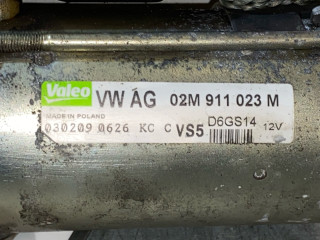 Valeo VW AG 02M 911 023 M
MADE IN POLAND
030209 0626 KC C VS5 D6GS14 12V